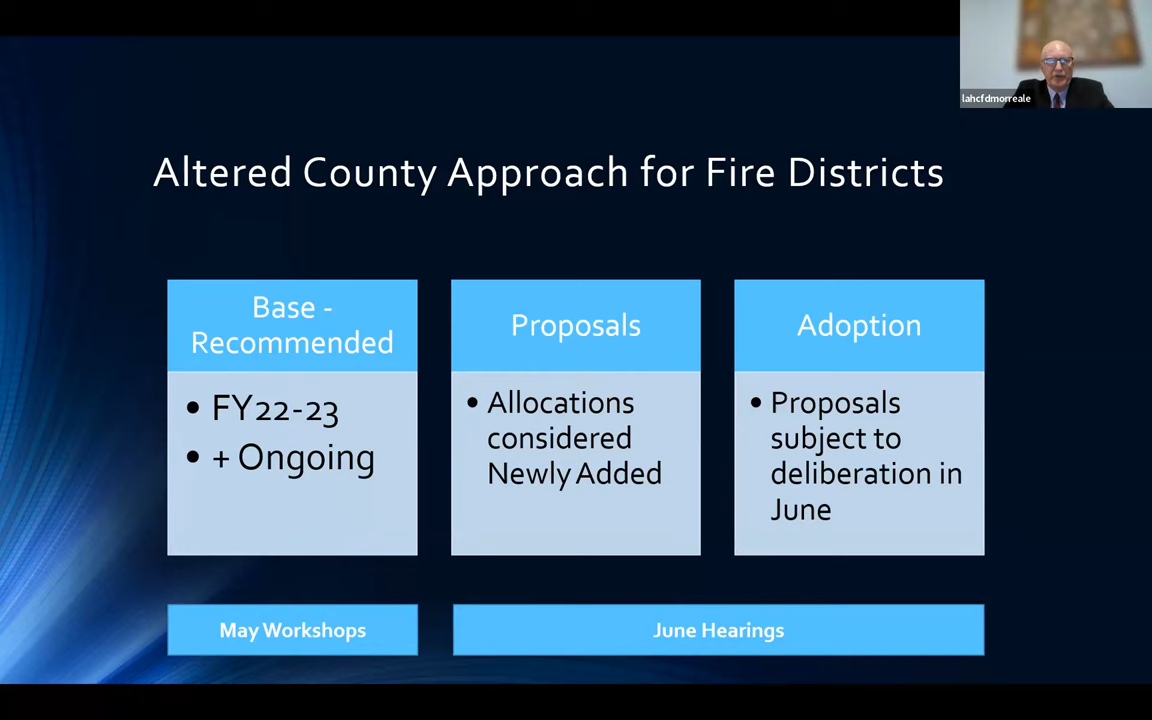 lahcfdmorreale
Altered County Approach for Fire Districts
Base -
Recommended
• FY22-23
• + Ongoing
Proposals
• Allocations
considered
Newly Added
Adoption
• Proposals
subject to
deliberation in
June
May Workshops
June Hearings